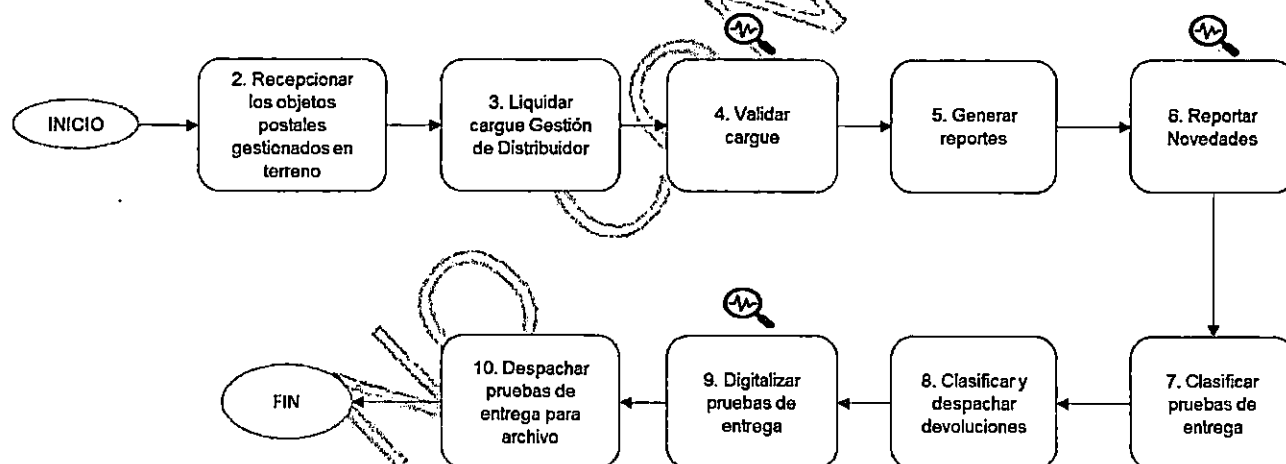 INICIO
2. Recepcionar
los objetos
postales
gestionados en
terreno
3. Liquidar
cargue Gestión
de Distribuidor
4. Validar
cargue
5. Generar
reportes
6. Reportar
Novedades
FIN
10. Despachar
pruebas de
entrega para
archivo
9. Digitalizar
pruebas de
entrega
8. Clasificar y
despachar
devoluciones
7. Clasificar
pruebas de
entrega